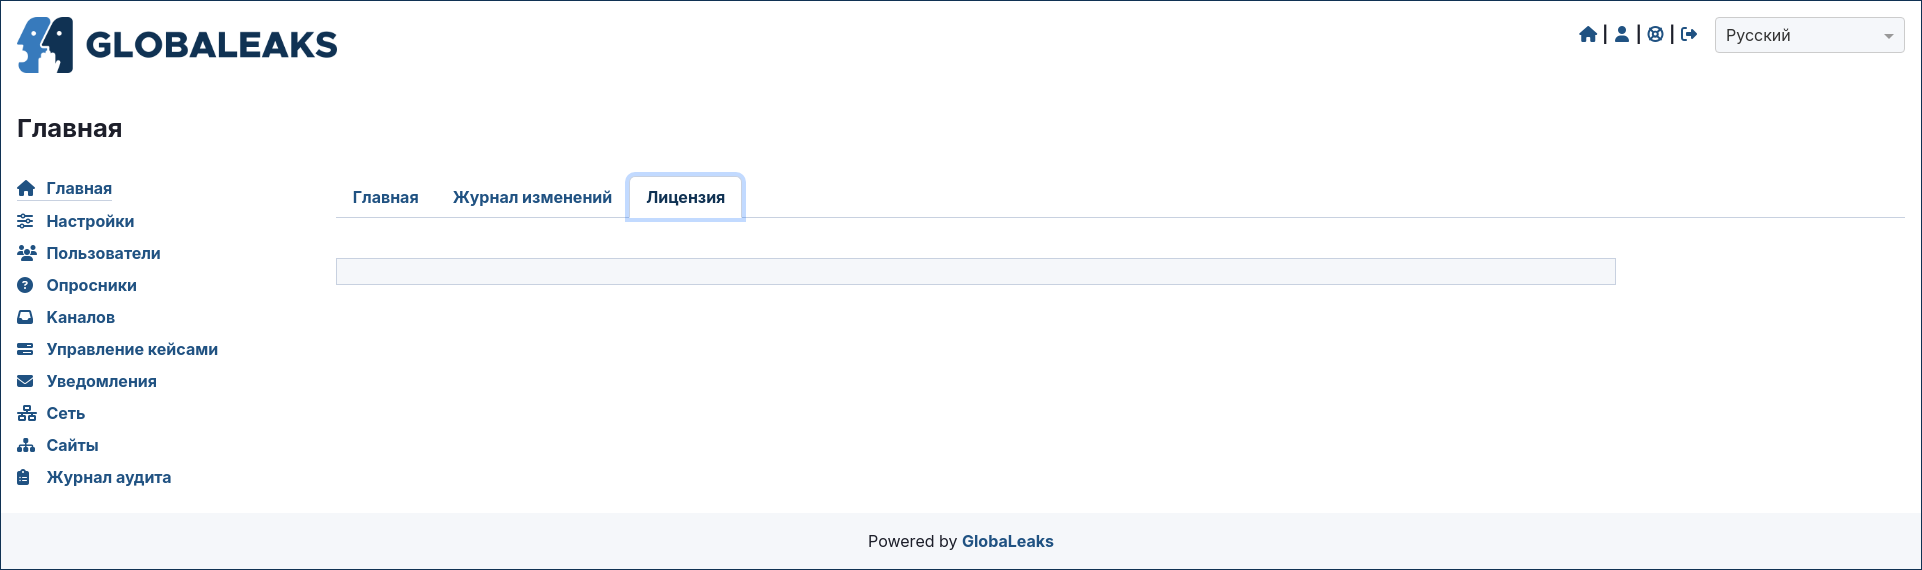 GLOBALEAKS
| | |
Русский
Главная
Главная
Настройки
Пользователи
Опросники
Каналов
Управление кейсами
Уведомления
Сеть
Сайты
Журнал аудита
Главная Журнал изменений Лицензия
Powered by GlobaLeaks